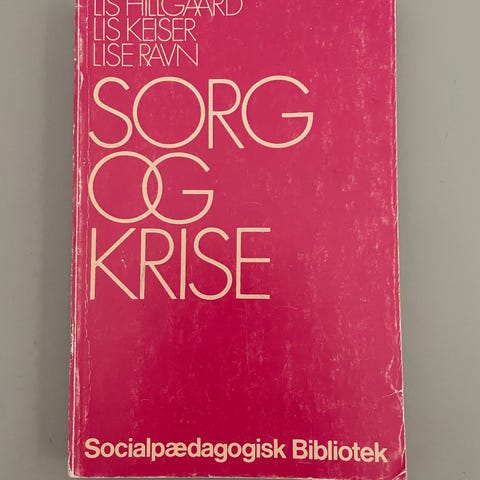 LIS HILLGAARD
LIS KEISER
LISE RAVN
SORG
OG
KRISE
Socialpædagogisk Bibliotek